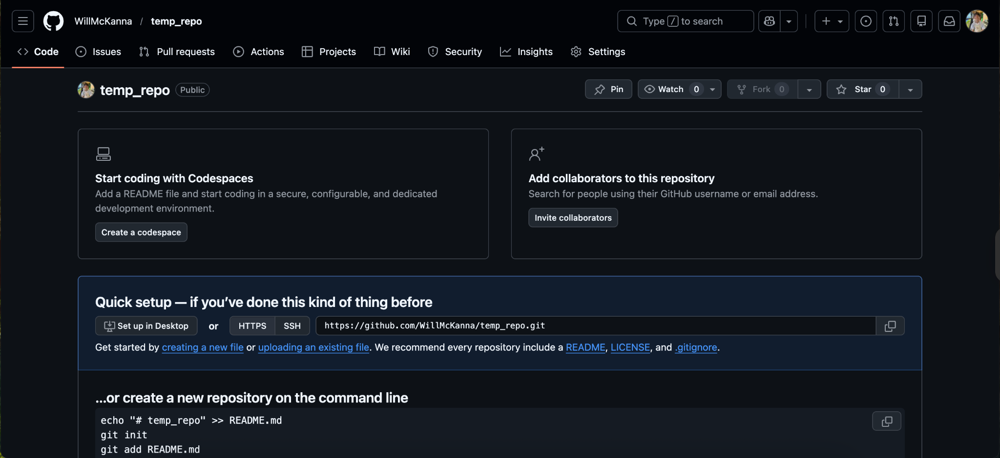 WillMcKanna / temp_repo
Type / to search
Code Issues Pull requests Actions Projects Wiki Security Insights Settings
temp_repo Public
Pin Watch 0 Fork 0 Star 0
Start coding with Codespaces
Add a README file and start coding in a secure, configurable, and dedicated
development environment.
Create a codespace
Add collaborators to this repository
Search for people using their GitHub username or email address.
Invite collaborators
Quick setup — if you’ve done this kind of thing before
Set up in Desktop or HTTPS SSH https://github.com/WillMcKanna/temp_repo.git
Get started by creating a new file or uploading an existing file. We recommend every repository include a README, LICENSE, and .gitignore.
...or create a new repository on the command line
echo "# temp_repo" >> README.md
git init
git add README.md